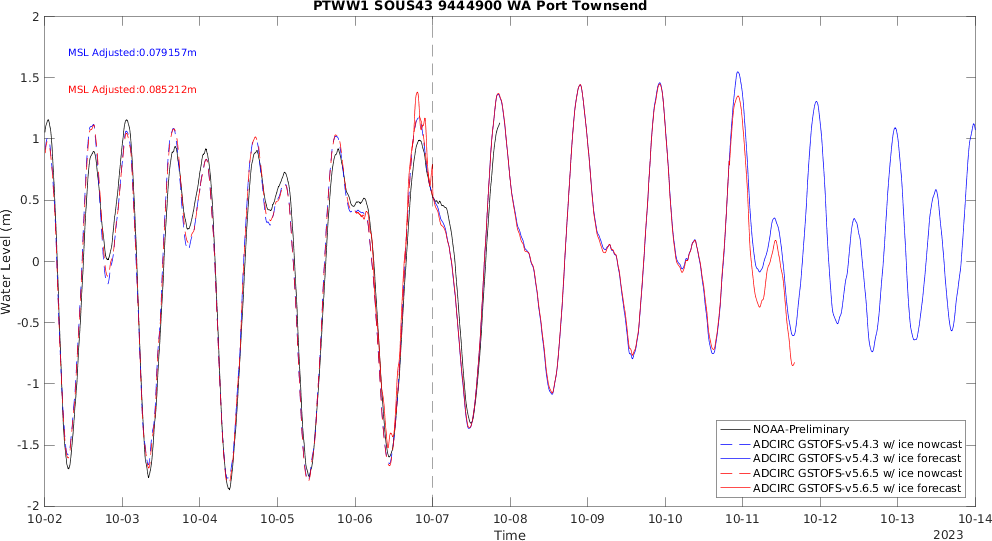 PTWW1 SOUS43 9444900 WA Port Townsend
2
1.5
1
0.5
0
-0.5
-1
-1.5
-2
Water Level (m)
MSL Adjusted:0.079157m
MSL Adjusted:0.085212m
NOAA-Preliminary
ADCIRC GSTOFS-v5.4.3 w/ ice nowcast
ADCIRC GSTOFS-v5.4.3 w/ ice forecast
ADCIRC GSTOFS-v5.6.5 w/ ice nowcast
ADCIRC GSTOFS-v5.6.5 w/ ice forecast
10-02 10-03 10-04 10-05 10-06 10-07 10-08 10-09 10-10 10-11 10-12 10-13 10-14
Time
2023